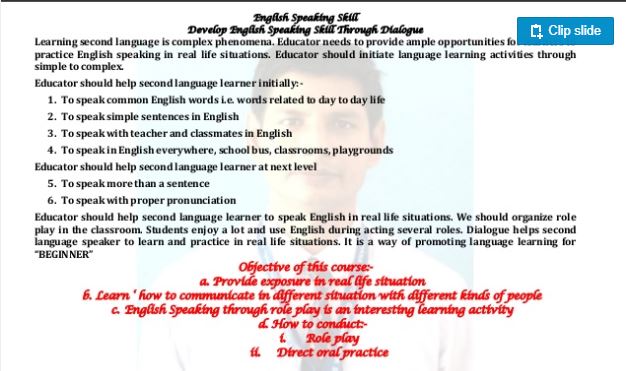 English Speaking Skill
Develop English Speaking Skill Through Dialogue
Clip slide
Learning second language is complex phenomena. Educator needs to provide ample opportunities
practice English speaking in real life situations. Educator should initiate language learning activities through
simple to complex.
Educator should help second language learner initially:-
1. To speak common English words i.e. words related to day to day life
2. To speak simple sentences in English
3. To speak with teacher and classmates in English
4. To speak in English everywhere, school bus, classrooms, playgrounds
Educator should help second language learner at next level
5. To speak more than a sentence
6. To speak with proper pronunciation
Educator should help second language learner to speak English in real life situations. We should organize role
play in the classroom. Students enjoy a lot and use English during acting several roles. Dialogue helps second
language speaker to learn and practice in real life situations. It is a way of promoting language learning for
"BEGINNER"
Objective of this course:-
a. Provide exposure in real life situation
b. Learn ' how to communicate in different situation with different kinds of people
c. English Speaking through role play is an interesting learning activity
d. How to conduct:-
i. Role play
ii. Direct oral practice